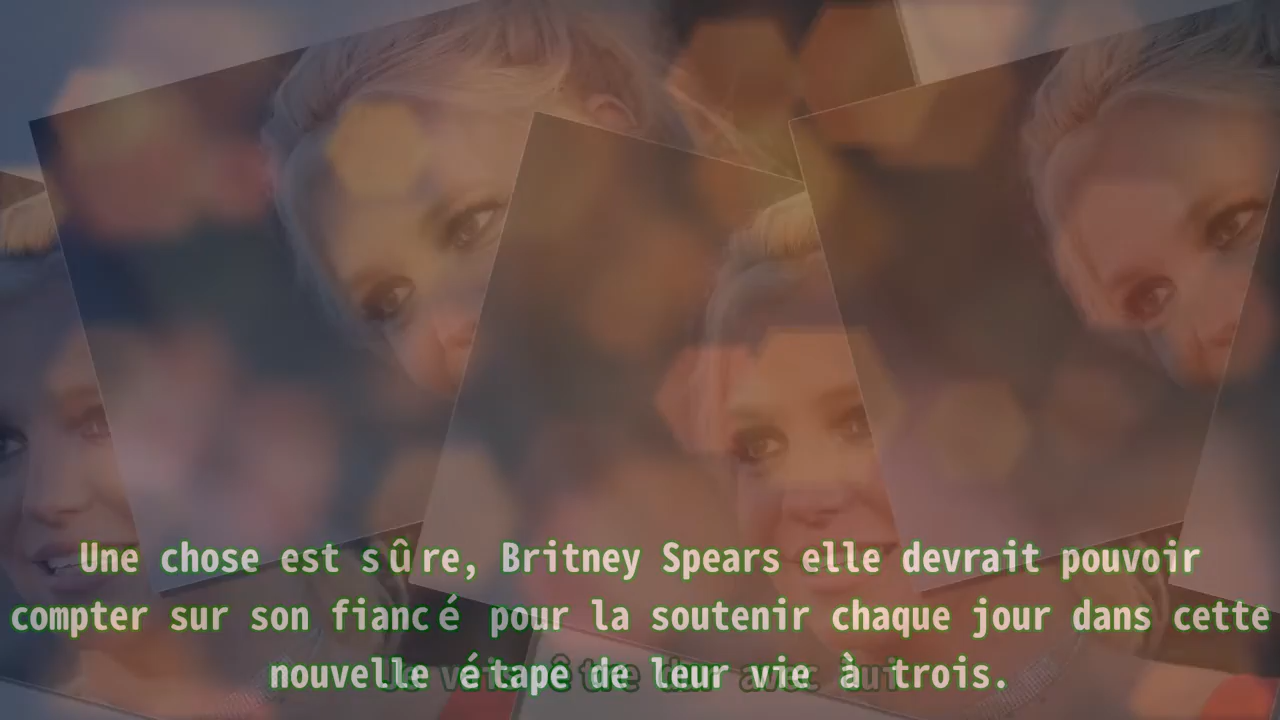 Une chose est sûre, Britney Spears elle devrait pouvoir
compter sur son fiancé pour la soutenir chaque jour dans cette
nouvelle étape de leur vie à trois.